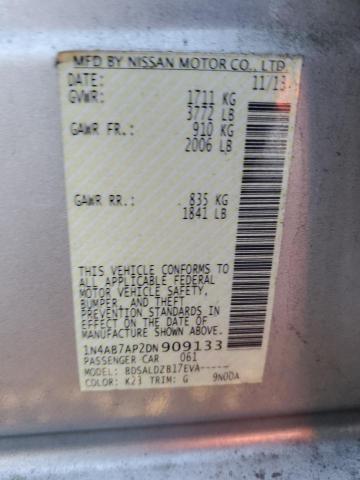 MFD BY NISSAN MOTOR CO., LTD.
DATE: 11/13
GVWR: 1711 KG
3772 LB
GAWR FR.: 910 KG
2006 LB
GAWR RR.: 835 KG
1841 LB
THIS VEHICLE CONFORMS TO
ALL APPLICABLE FEDERAL
MOTOR VEHICLE SAFETY,
BUMPER, AND THEFT
PREVENTION STANDARDS
IN EFFECT ON THE DATE OF
MANUFACTURE SHOWN ABOVE.
1N4AB7AP2DN909133
PASSENGER CAR 061
MODEL: BDSALDZB17EVA-----
COLOR: K23 TRIM: G 9N0DA